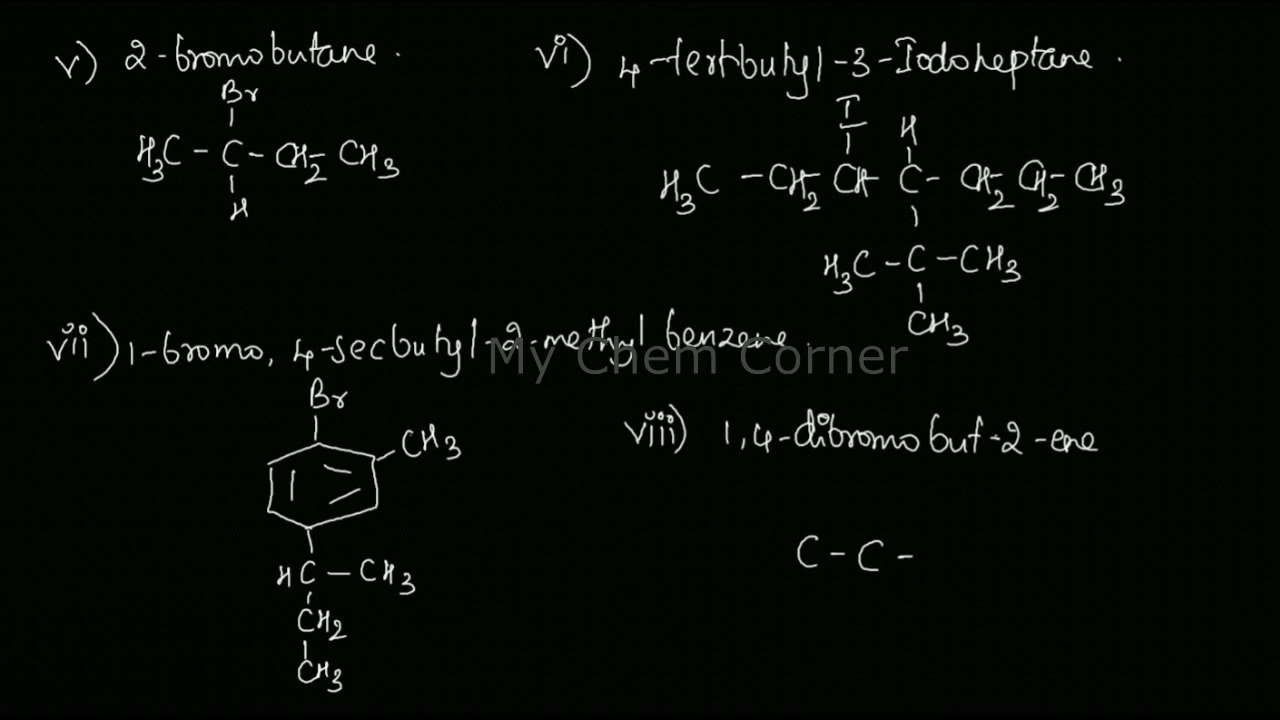 v) 2-bromobutane.
Br
H3C - C - CH2 - CH3
H
vi) 4-tertbutyl-3-Iodoheptane.
I H
H3C - CH2 - CH - C - CH2 - CH2 - CH3
H3C - C - CH3
CH3
vii) 1-bromo, 4-secbutyl-2-methyl benzene.
My Chem Corner
Br
CH3
HC - CH3
CH2
CH3
viii) 1,4-dibromobut-2-ene
C - C -